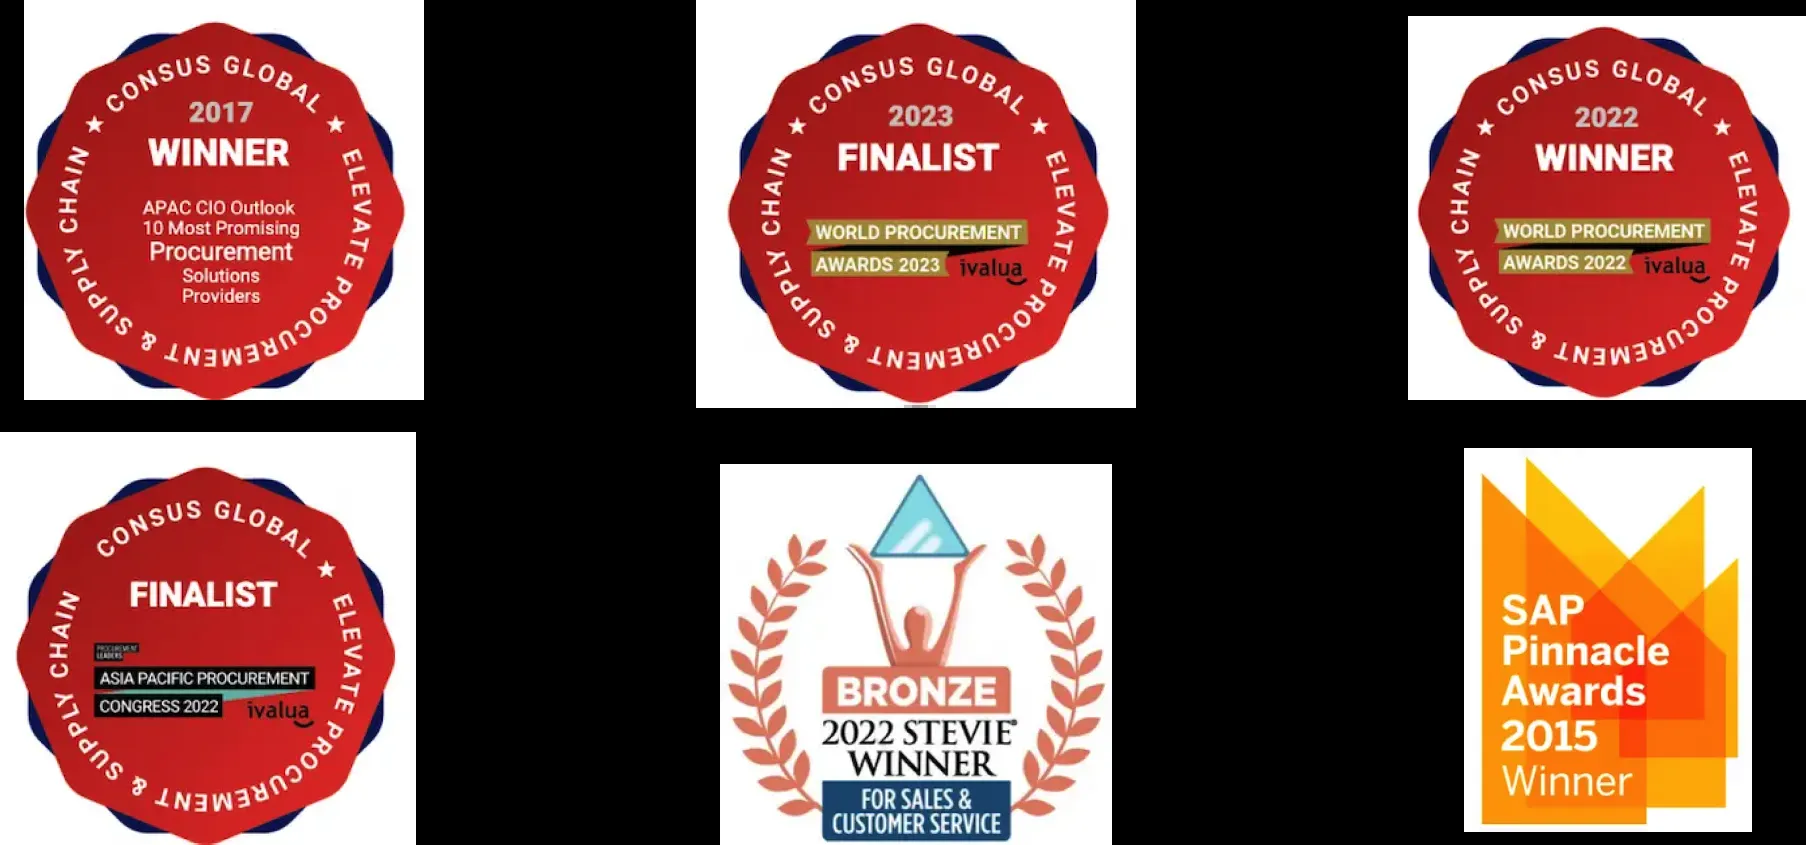 CONSUS GLOBAL ★ ELEVATE PROCUREMENT & SUPPLY CHAIN ★
2017
WINNER
APAC CIO Outlook
10 Most Promising
Procurement
Solutions
Providers
CONSUS GLOBAL ★ ELEVATE PROCUREMENT & SUPPLY CHAIN ★
2023
FINALIST
WORLD PROCUREMENT
AWARDS 2023 ivalua
CONSUS GLOBAL ★ ELEVATE PROCUREMENT & SUPPLY CHAIN ★
2022
WINNER
WORLD PROCUREMENT
AWARDS 2022 ivalua
CONSUS GLOBAL ★ ELEVATE PROCUREMENT & SUPPLY CHAIN
FINALIST
PROCUREMENT
LEADERS
ASIA PACIFIC PROCUREMENT
CONGRESS 2022 ivalua
BRONZE
2022 STEVIE®
WINNER
FOR SALES &
CUSTOMER SERVICE
SAP
Pinnacle
Awards
2015
Winner